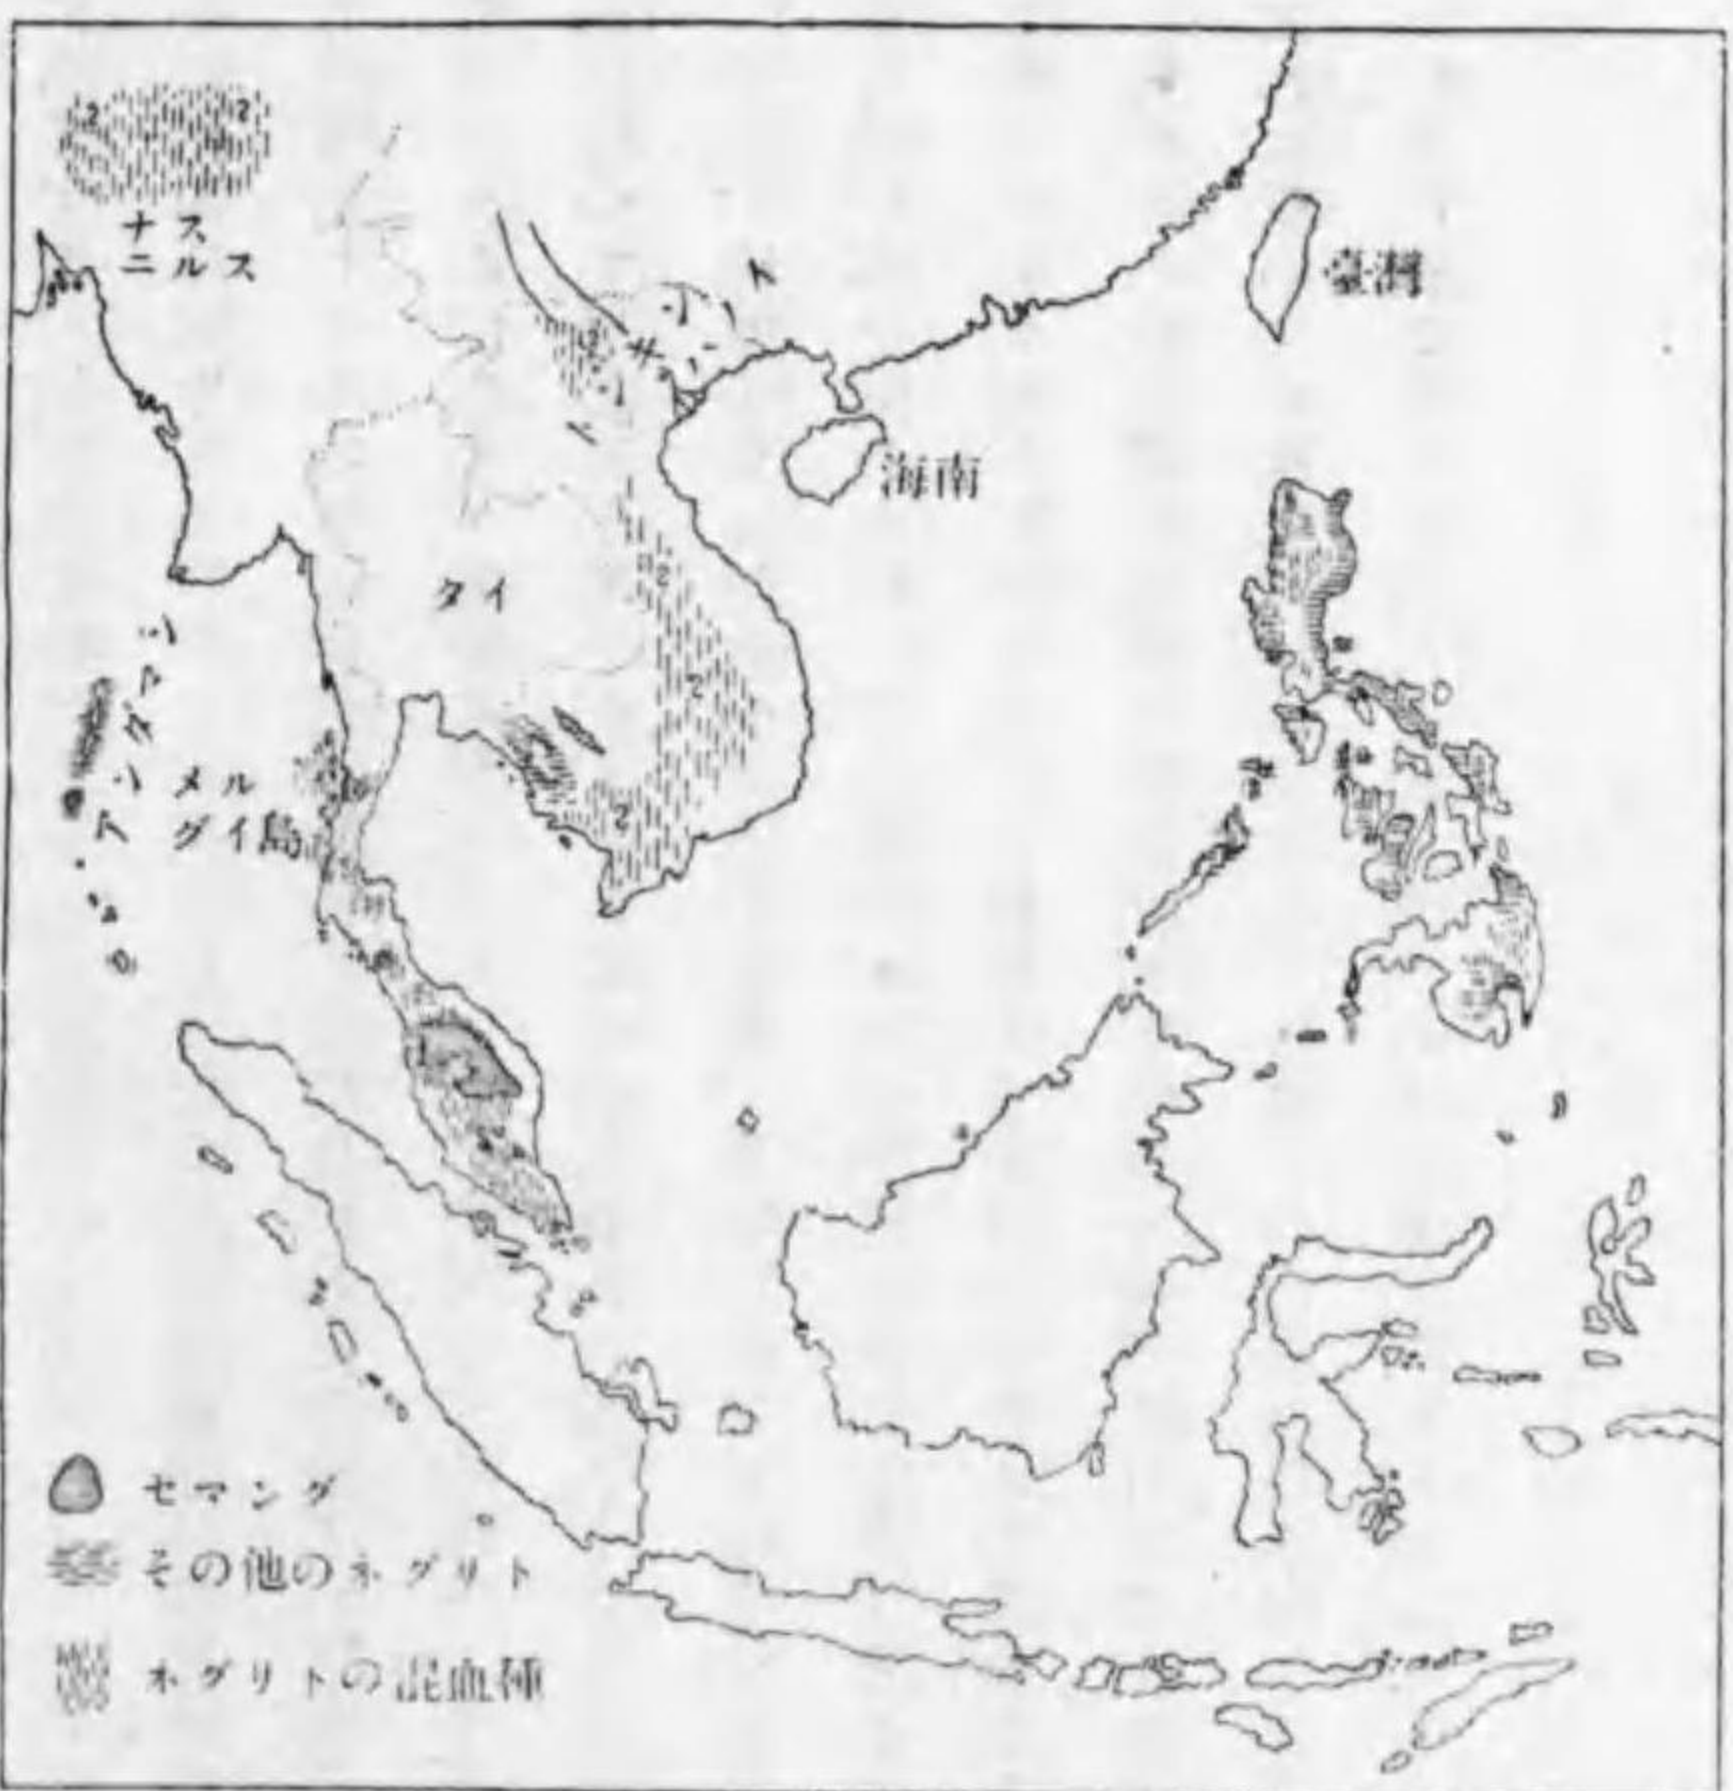 ナス
ニルス
臺灣
海南
タイ
アンダマン
メル
グイ島
セマング
その他のネグリト
ネグリトの混血種